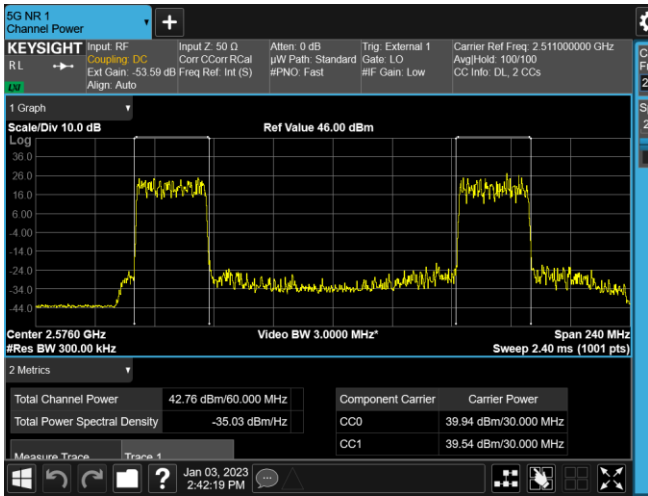 5G NR 1
Channel Power
KEYSIGHT Input: RF Input Z: 50 Ω Atten: 0 dB Trig: External 1 Carrier Ref Freq: 2.511000000 GHz
RL Coupling: DC Corr CCorr RCal µW Path: Standard Gate: LO Avg|Hold: 100/100
Ext Gain: -53.59 dB Freq Ref: Int (S) #PNO: Fast #IF Gain: Low CC Info: DL, 2 CCs
LXI Align: Auto
1 Graph
Scale/Div 10.0 dB Ref Value 46.00 dBm
Log
36.0
26.0
16.0
6.00
-4.00
-14.0
-24.0
-34.0
-44.0
Center 2.5760 GHz Video BW 3.0000 MHz* Span 240 MHz
#Res BW 300.00 kHz Sweep 2.40 ms (1001 pts)
2 Metrics
Total Channel Power 42.76 dBm/60.000 MHz Component Carrier Carrier Power
Total Power Spectral Density -35.03 dBm/Hz CC0 39.94 dBm/30.000 MHz
CC1 39.54 dBm/30.000 MHz
Measure Trace Trace 1
Jan 03, 2023
2:42:19 PM